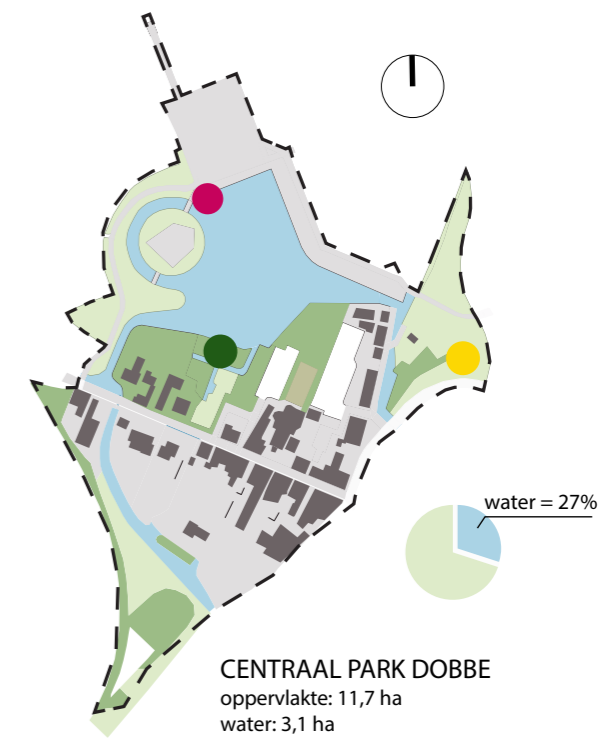 water = 27%
CENTRAAL PARK DOBBE
oppervlakte: 11,7 ha
water: 3,1 ha